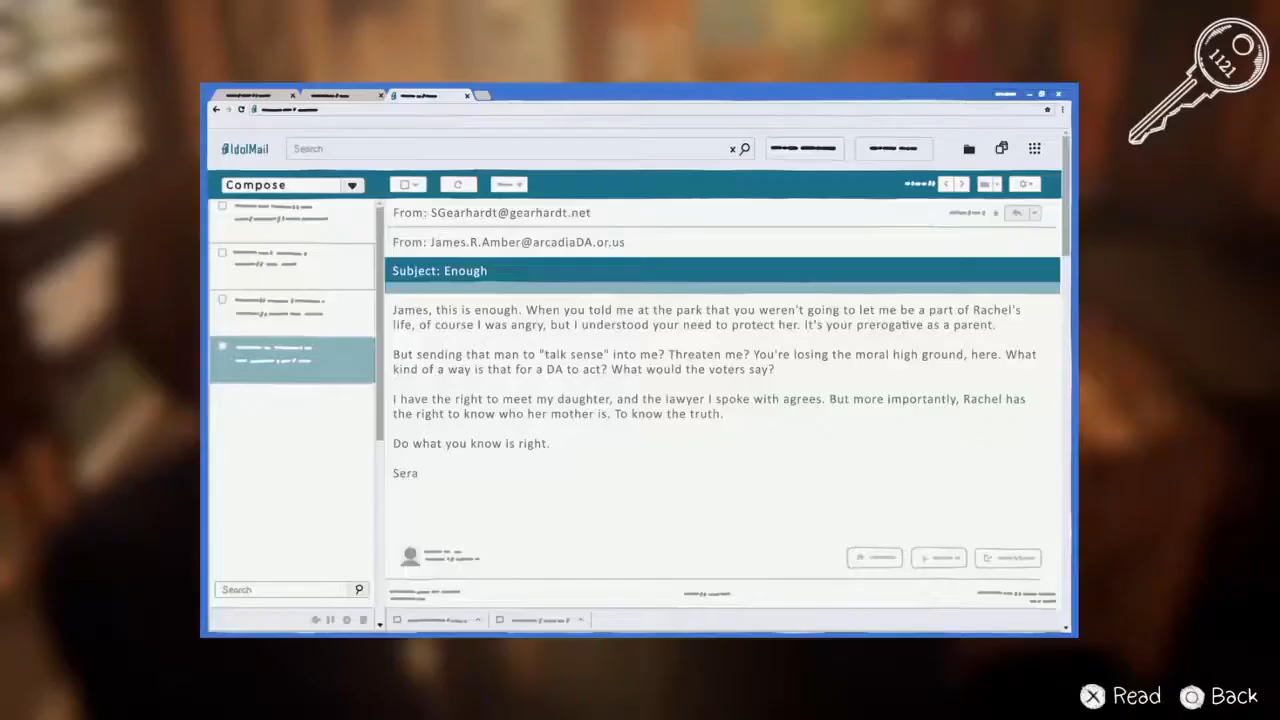 1121
IdolMail
Search
Compose
From: SGearhardt@gearhardt.net
From: James.R.Amber@arcadiaDA.or.us
Subject: Enough
James, this is enough. When you told me at the park that you weren't going to let me be a part of Rachel's
life, of course I was angry, but I understood your need to protect her. It's your prerogative as a parent.
But sending that man to "talk sense" into me? Threaten me? You're losing the moral high ground, here. What
kind of a way is that for a DA to act? What would the voters say?
I have the right to meet my daughter, and the lawyer I spoke with agrees. But more importantly, Rachel has
the right to know who her mother is. To know the truth.
Do what you know is right.
Sera
Search
X Read Back